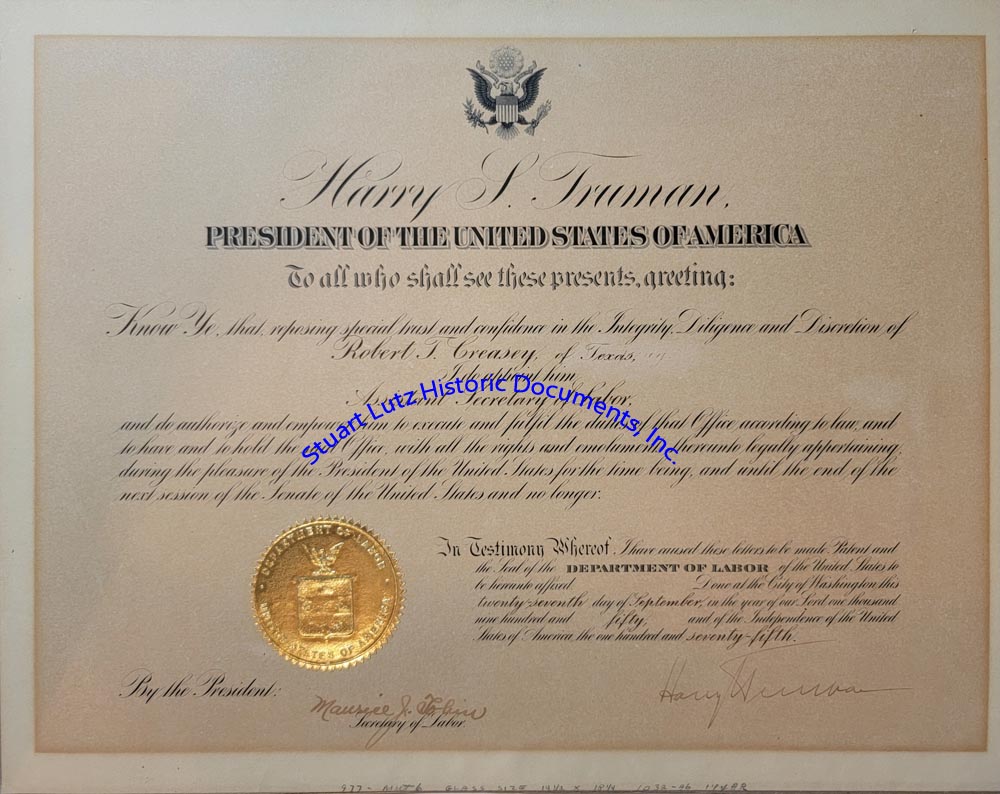 Harry S. Truman,
PRESIDENT OF THE UNITED STATES OF AMERICA
To all who shall see these presents, greeting:
Know Ye, that, reposing special trust and confidence in the Integrity, Diligence and Discretion of
Robert T. Creasey, of Texas,
I do appoint him
Assistant Secretary of Labor,
and do authorize and empower him to execute and fulfil the duties of that Office according to law, and
to have and to hold the said Office, with all the rights and emoluments thereunto legally appertaining,
during the pleasure of the President of the United States for the time being, and until the end of the
next session of the Senate of the United States and no longer.
Stuart Lutz Historic Documents, Inc.
In Testimony Whereof, I have caused these letters to be made Patent and
the Seal of the DEPARTMENT OF LABOR of the United States to
be hereunto affixed. Done at the City of Washington this
twenty-seventh day of September, in the year of our Lord one thousand
nine hundred and fifty, and of the Independence of the United
States of America the one hundred and seventy-fifth.
DEPARTMENT OF LABOR
UNITED STATES OF AMERICA
By the President:
Harry Truman
Maurice J. Tobin
Secretary of Labor.
GLASS SIZE